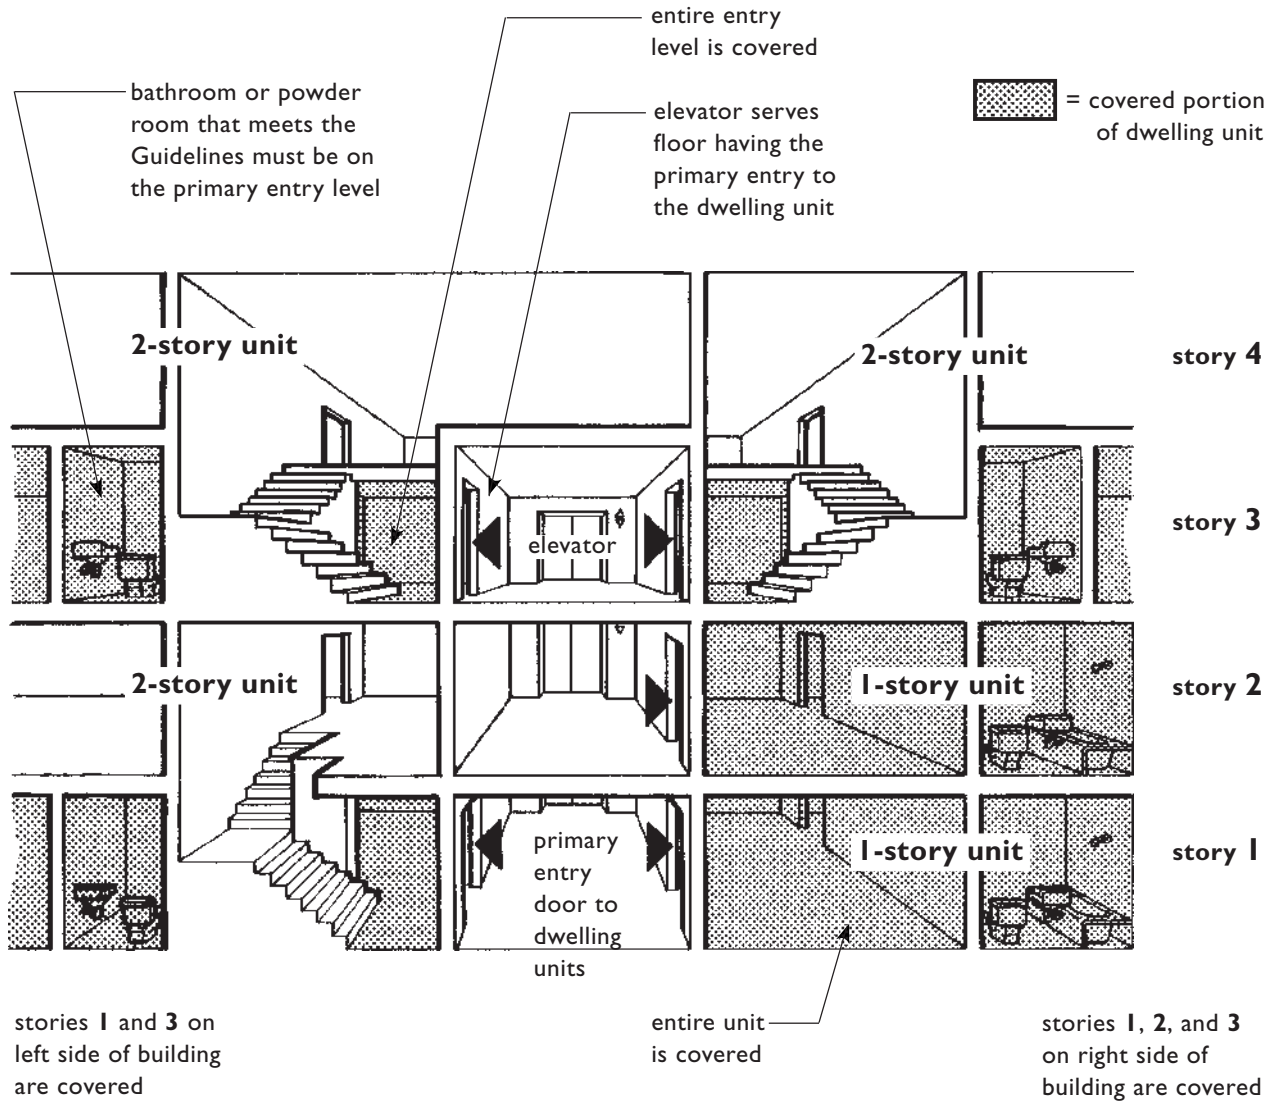 entire entry
level is covered
bathroom or powder
room that meets the
Guidelines must be on
the primary entry level
elevator serves
floor having the
primary entry to
the dwelling unit
= covered portion
of dwelling unit
2-story unit
2-story unit
story 4
elevator
story 3
2-story unit
1-story unit
story 2
primary
entry
door to
dwelling
units
1-story unit
story 1
stories 1 and 3 on
left side of building
are covered
entire unit
is covered
stories 1, 2, and 3
on right side of
building are covered